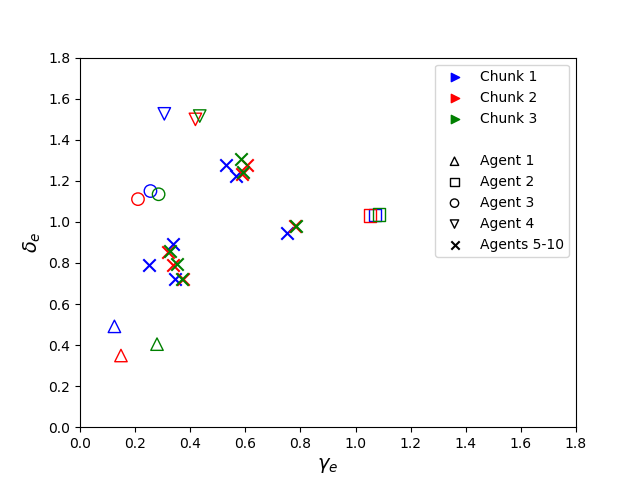 1.8
1.6
1.4
1.2
1.0
0.8
0.6
0.4
0.2
0.0
δe
Chunk 1
Chunk 2
Chunk 3
Agent 1
Agent 2
Agent 3
Agent 4
Agents 5-10
0.0 0.2 0.4 0.6 0.8 1.0 1.2 1.4 1.6 1.8
γe